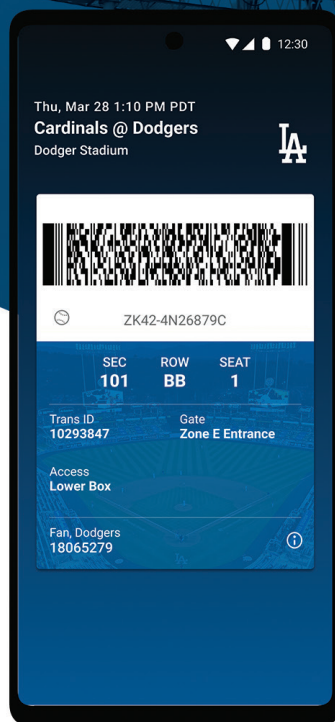 12:30
Thu, Mar 28 1:10 PM PDT
Cardinals @ Dodgers
Dodger Stadium
LA
ZK42-4N26879C
SEC ROW SEAT
101 BB 1
Trans ID Gate
10293847 Zone E Entrance
Access
Lower Box
Fan, Dodgers
18065279